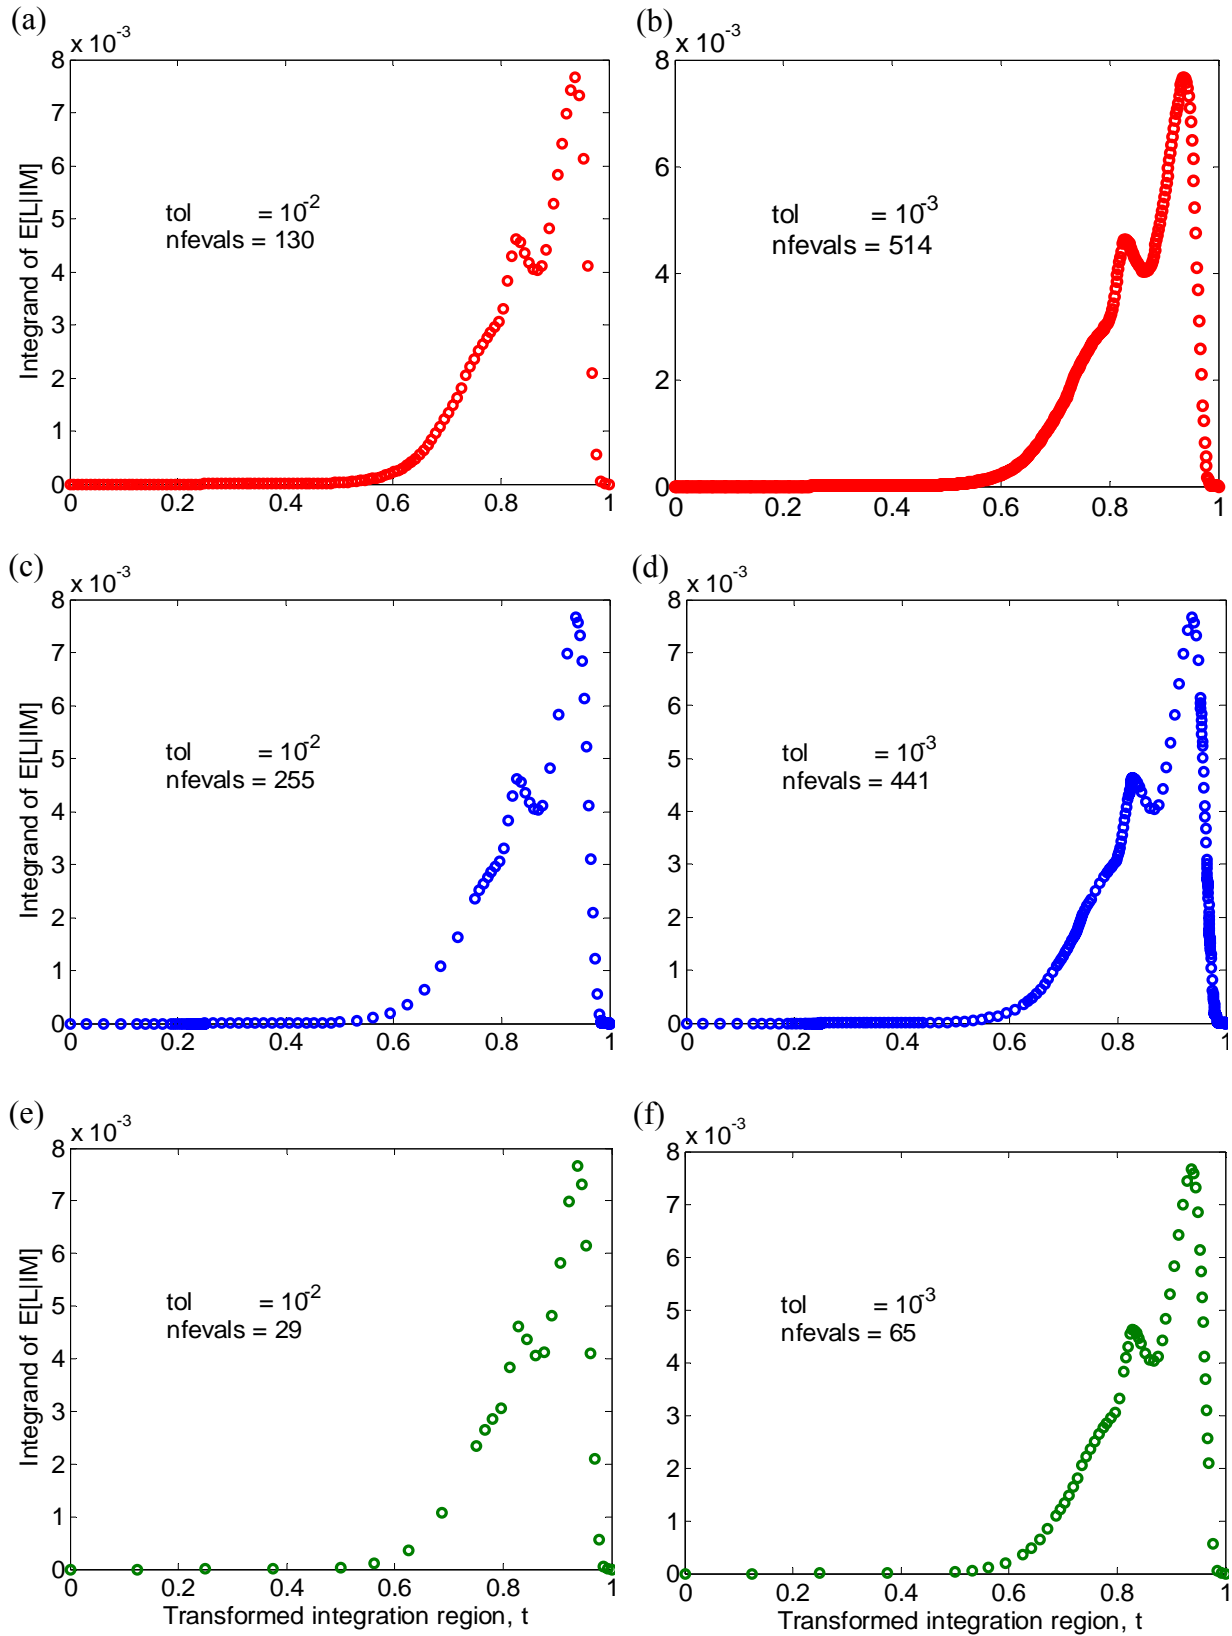 (a)
x 10-3
8
7
6
5
4
3
2
1
0
0
0.2
0.4
0.6
0.8
1
Integrand of E[L|IM]
tol = 10-2
nfevals = 130
(b)
x 10-3
8
6
4
2
0
0
0.2
0.4
0.6
0.8
1
tol = 10-3
nfevals = 514
(c)
x 10-3
8
7
6
5
4
3
2
1
0
0
0.2
0.4
0.6
0.8
1
Integrand of E[L|IM]
tol = 10-2
nfevals = 255
(d)
x 10-3
8
7
6
5
4
3
2
1
0
0
0.2
0.4
0.6
0.8
1
tol = 10-3
nfevals = 441
(e)
x 10-3
8
7
6
5
4
3
2
1
0
0
0.2
0.4
0.6
0.8
1
Integrand of E[L|IM]
Transformed integration region, t
tol = 10-2
nfevals = 29
(f)
x 10-3
8
7
6
5
4
3
2
1
0
0
0.2
0.4
0.6
0.8
1
Transformed integration region, t
tol = 10-3
nfevals = 65